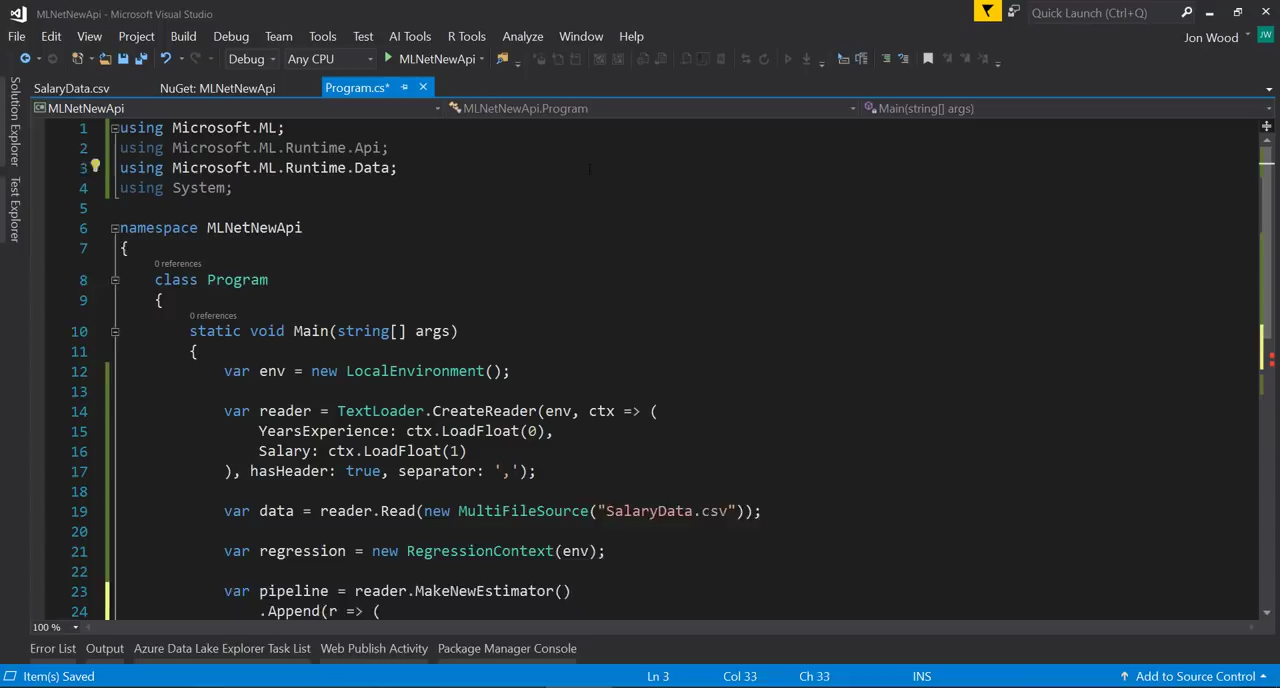 MLNetNewApi - Microsoft Visual Studio
Quick Launch (Ctrl+Q)
File Edit View Project Build Debug Team Tools Test AI Tools R Tools Analyze Window Help
Jon Wood JW
Debug Any CPU MLNetNewApi
SalaryData.csv NuGet: MLNetNewApi Program.cs*
MLNetNewApi MLNetNewApi.Program Main(string[] args)
Solution Explorer
Test Explorer
1 using Microsoft.ML;
2 using Microsoft.ML.Runtime.Api;
3 using Microsoft.ML.Runtime.Data;
4 using System;
5
6 namespace MLNetNewApi
7 {
0 references
8 class Program
9 {
0 references
10 static void Main(string[] args)
11 {
12 var env = new LocalEnvironment();
13
14 var reader = TextLoader.CreateReader(env, ctx => (
15 YearsExperience: ctx.LoadFloat(0),
16 Salary: ctx.LoadFloat(1)
17 ), hasHeader: true, separator: ',');
18
19 var data = reader.Read(new MultiFileSource("SalaryData.csv"));
20
21 var regression = new RegressionContext(env);
22
23 var pipeline = reader.MakeNewEstimator()
24 .Append(r => (
100 %
Error List Output Azure Data Lake Explorer Task List Web Publish Activity Package Manager Console
Item(s) Saved Ln 3 Col 33 Ch 33 INS Add to Source Control